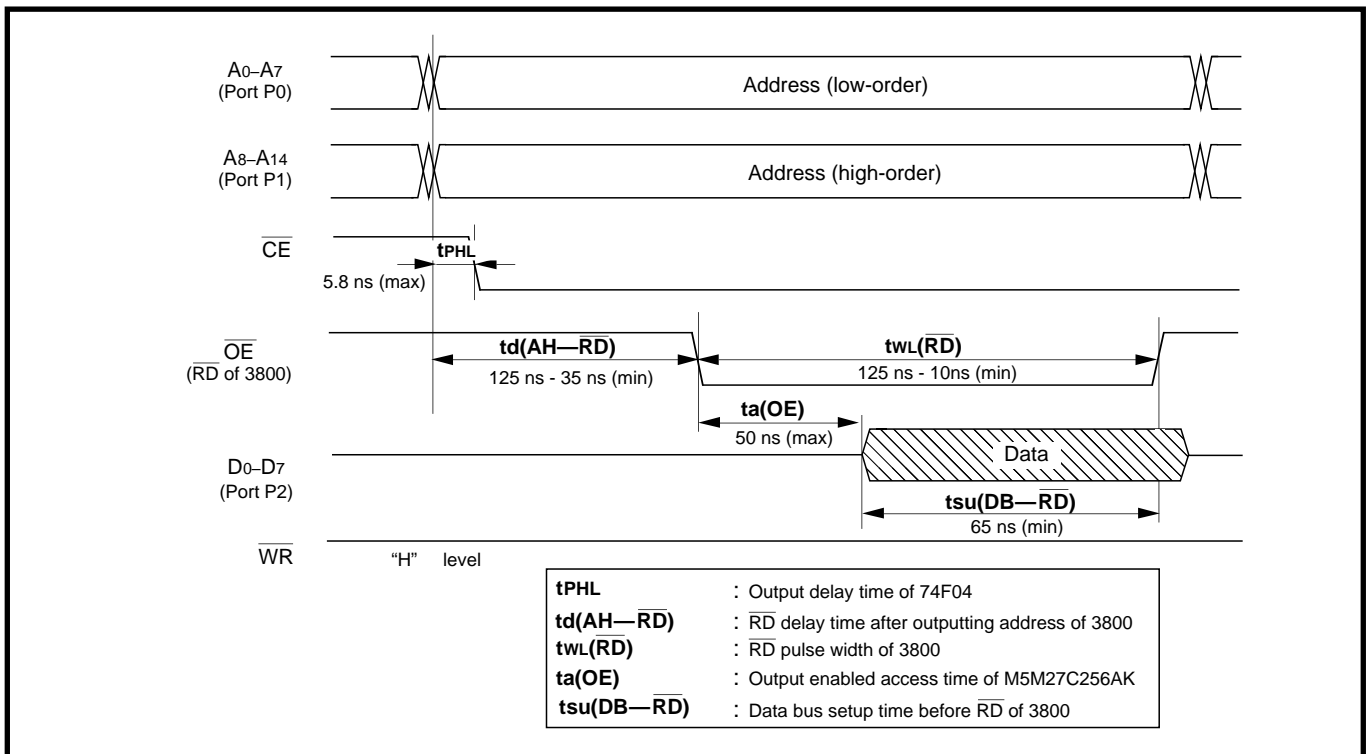 A0–A7
(Port P0)
Address (low-order)
A8–A14
(Port P1)
Address (high-order)
CE
tPHL
5.8 ns (max)
OE
(RD of 3800)
td(AH—RD)
125 ns - 35 ns (min)
twL(RD)
125 ns - 10ns (min)
ta(OE)
50 ns (max)
D0–D7
(Port P2)
Data
tsu(DB—RD)
65 ns (min)
WR
“H” level
tPHL : Output delay time of 74F04
td(AH—RD) : RD delay time after outputting address of 3800
twL(RD) : RD pulse width of 3800
ta(OE) : Output enabled access time of M5M27C256AK
tsu(DB—RD) : Data bus setup time before RD of 3800